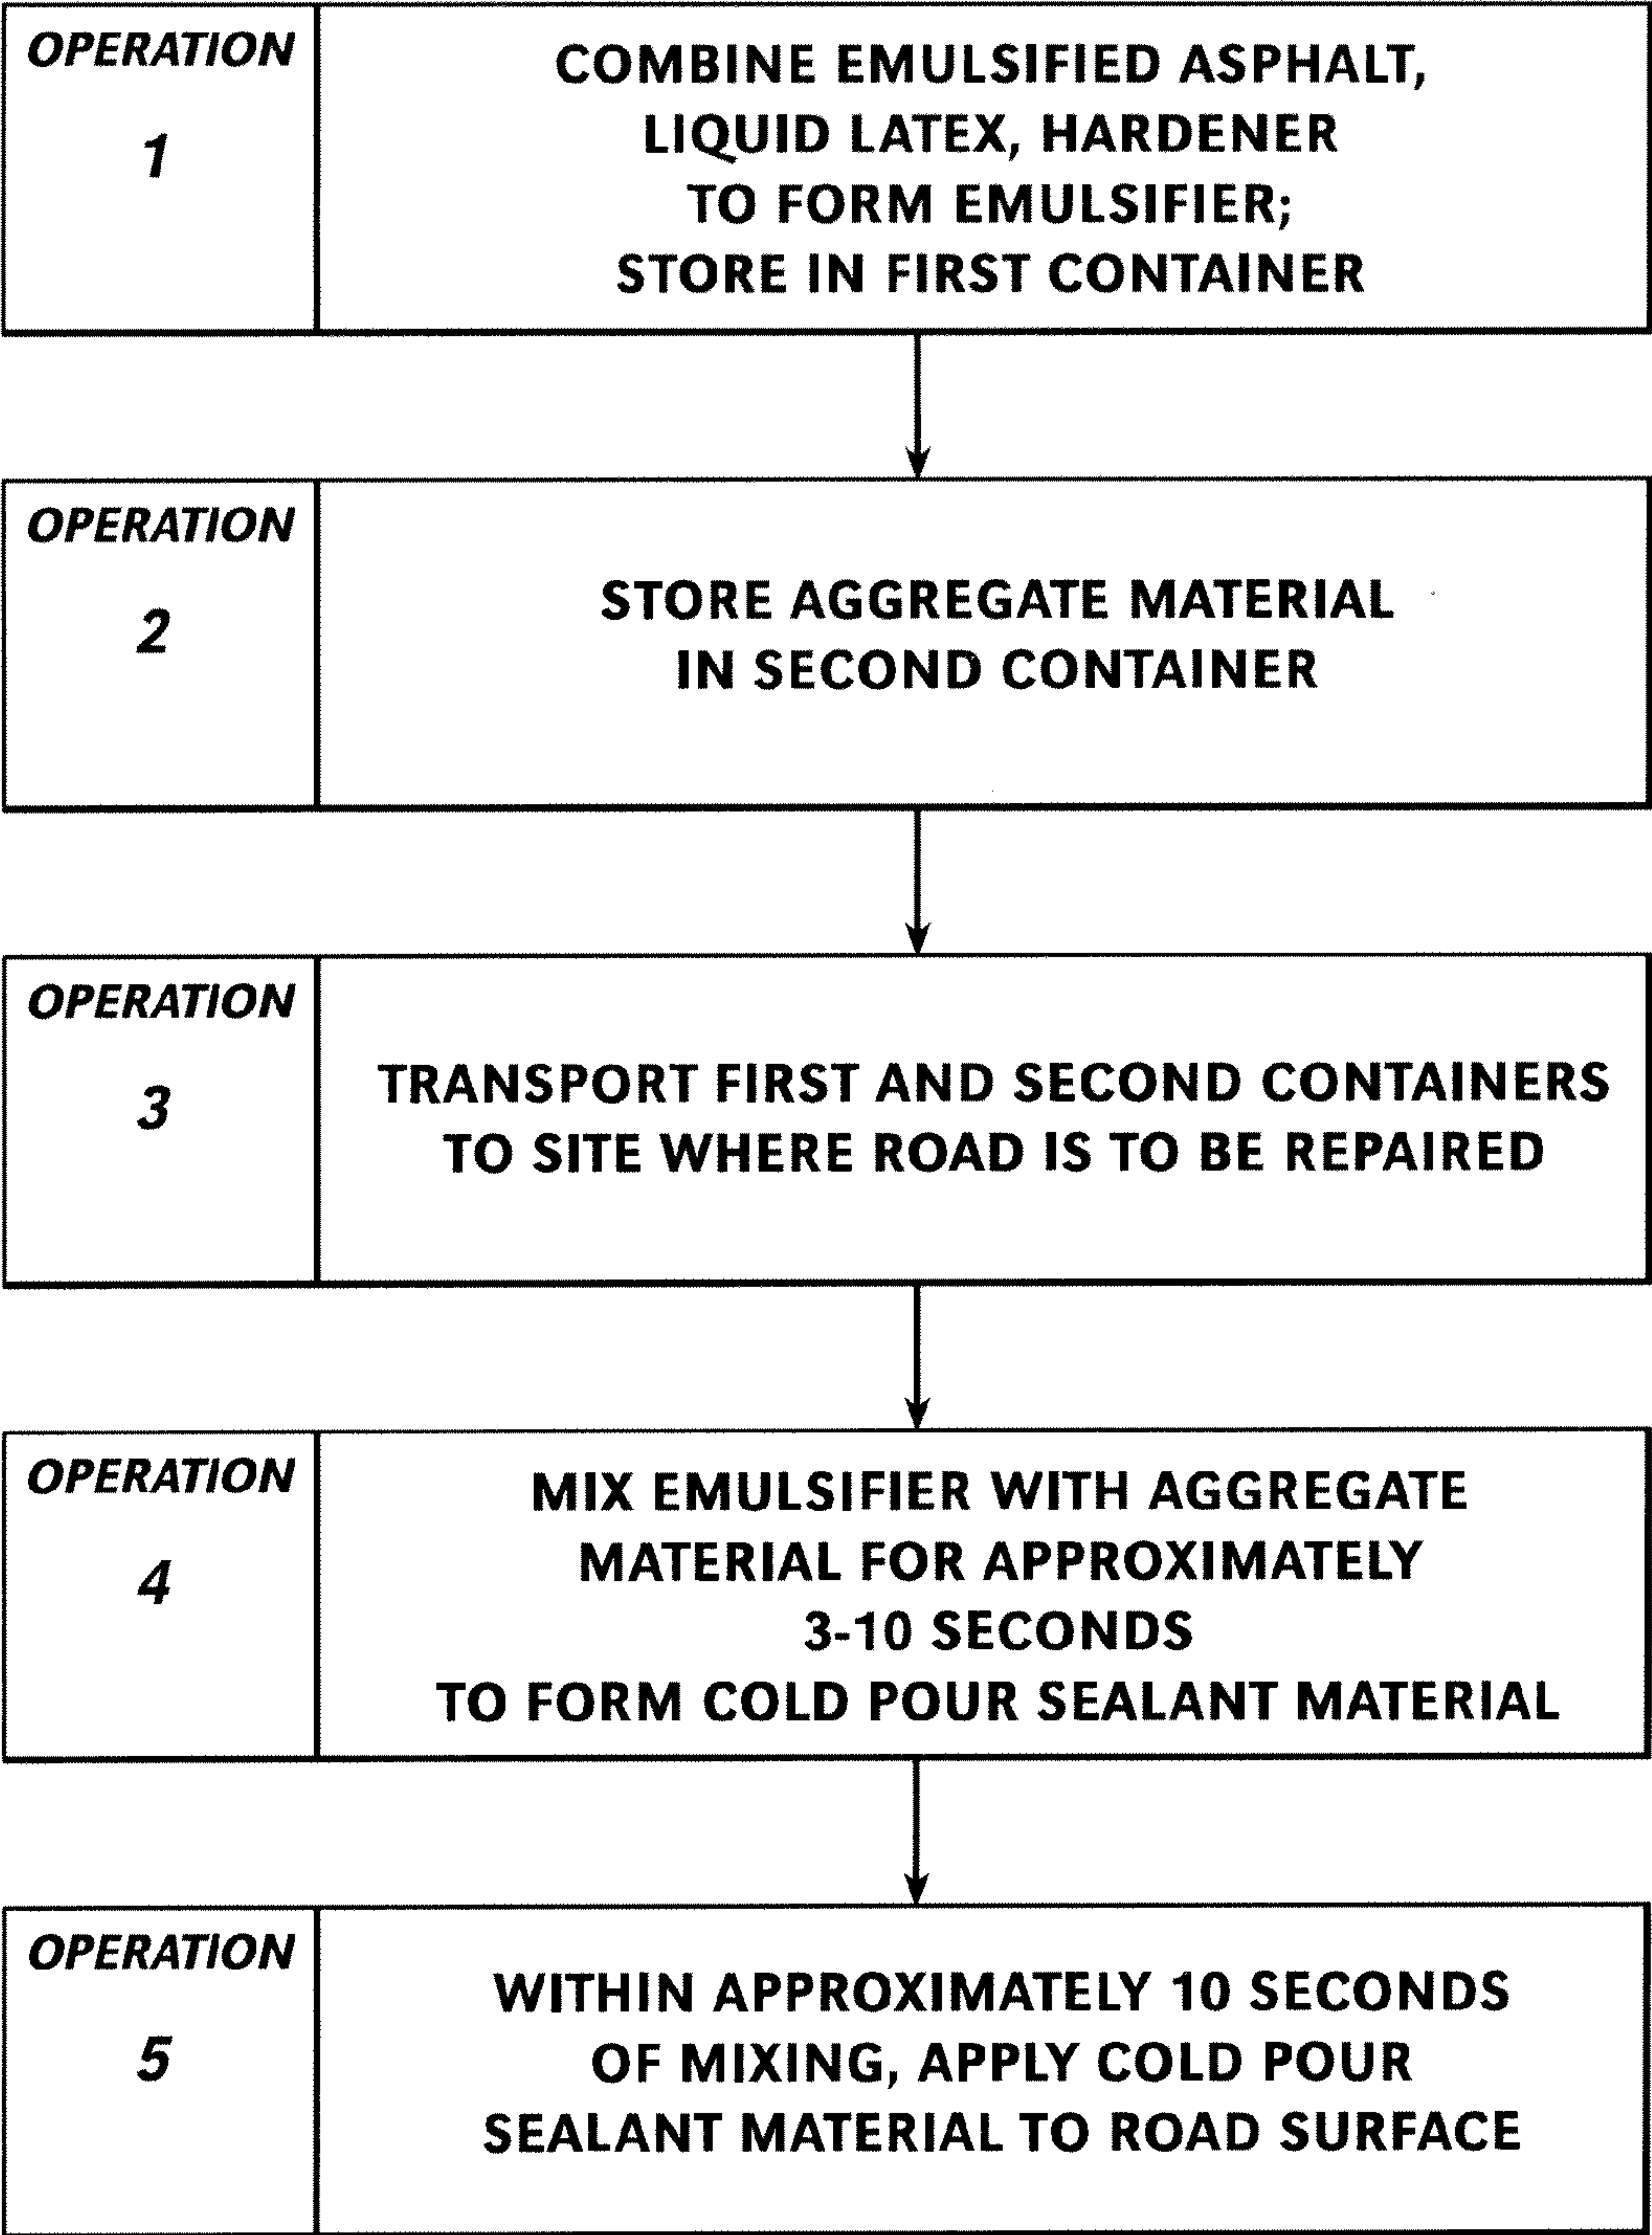 OPERATION
1
COMBINE EMULSIFIED ASPHALT,
LIQUID LATEX, HARDENER
TO FORM EMULSIFIER;
STORE IN FIRST CONTAINER
OPERATION
2
STORE AGGREGATE MATERIAL
IN SECOND CONTAINER
OPERATION
3
TRANSPORT FIRST AND SECOND CONTAINERS
TO SITE WHERE ROAD IS TO BE REPAIRED
OPERATION
4
MIX EMULSIFIER WITH AGGREGATE
MATERIAL FOR APPROXIMATELY
3-10 SECONDS
TO FORM COLD POUR SEALANT MATERIAL
OPERATION
5
WITHIN APPROXIMATELY 10 SECONDS
OF MIXING, APPLY COLD POUR
SEALANT MATERIAL TO ROAD SURFACE